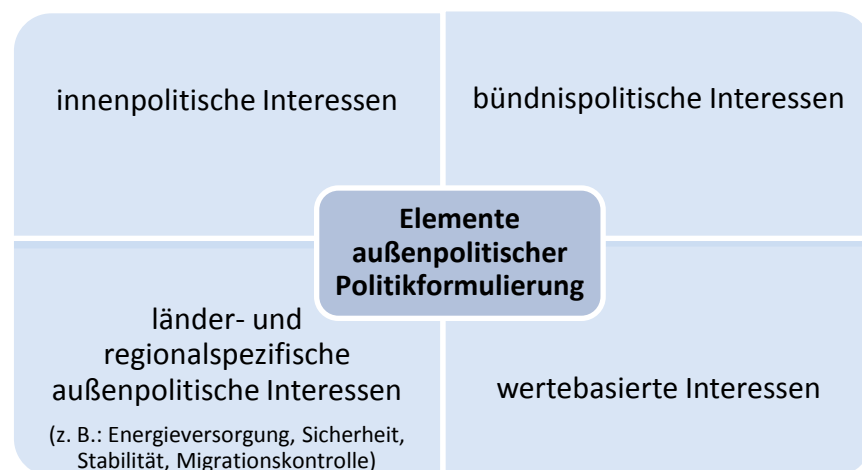 innenpolitische Interessen
bündnispolitische Interessen
Elemente
außenpolitischer
Politikformulierung
länder- und
regionalspezifische
außenpolitische Interessen
(z. B.: Energieversorgung, Sicherheit,
Stabilität, Migrationskontrolle)
wertebasierte Interessen